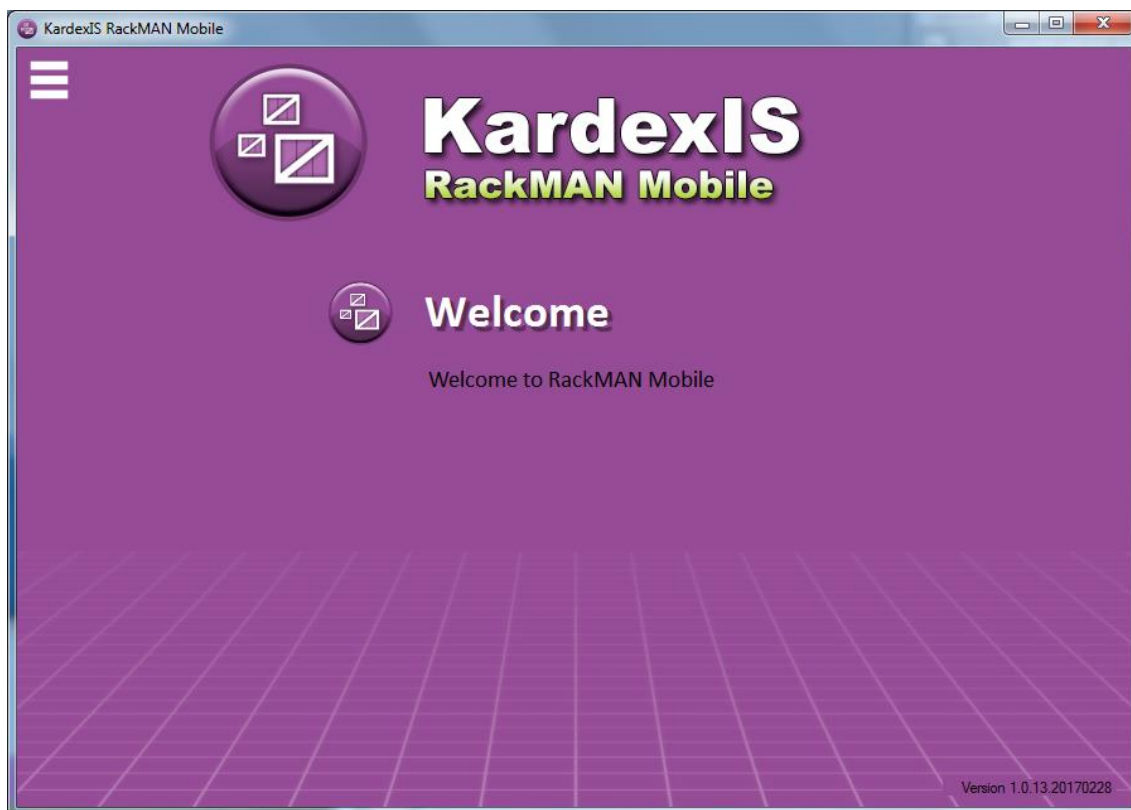 KardexIS RackMAN Mobile
KardexIS
RackMAN Mobile
Welcome
Welcome to RackMAN Mobile
Version 1.0.13.20170228